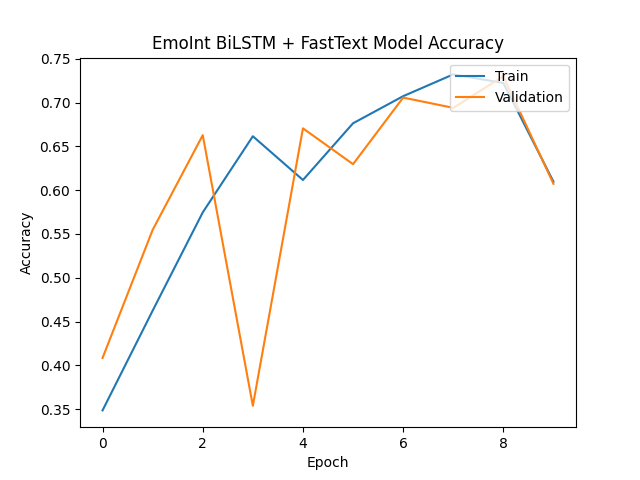 EmoInt BiLSTM + FastText Model Accuracy
Train
Validation
0.75
0.70
0.65
0.60
0.55
0.50
0.45
0.40
0.35
Accuracy
0 2 4 6 8
Epoch